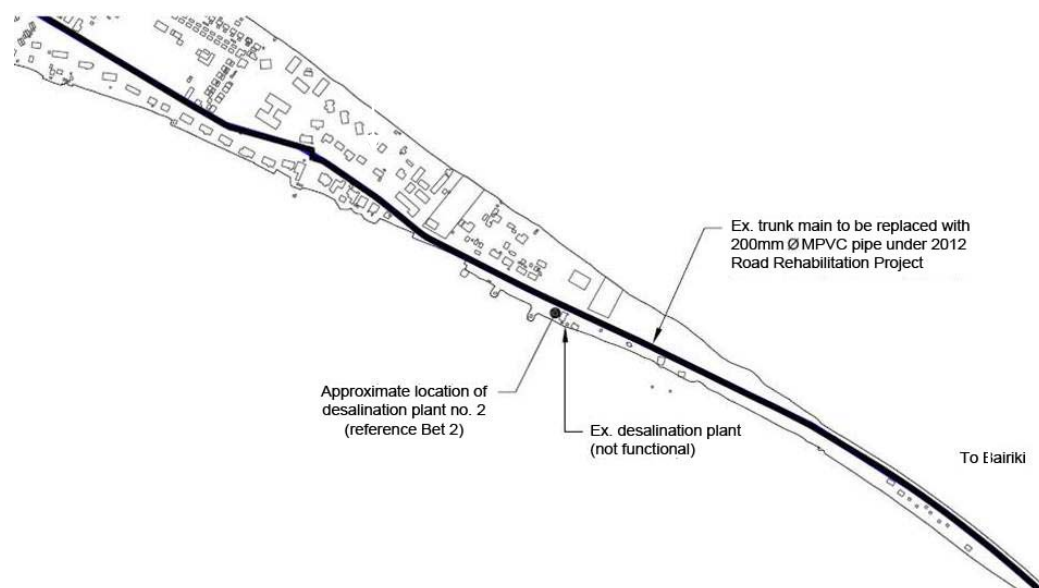 Ex. trunk main to be replaced with
200mm Ø MPVC pipe under 2012
Road Rehabilitation Project
Approximate location of
desalination plant no. 2
(reference Bet 2)
Ex. desalination plant
(not functional)
To Bairiki